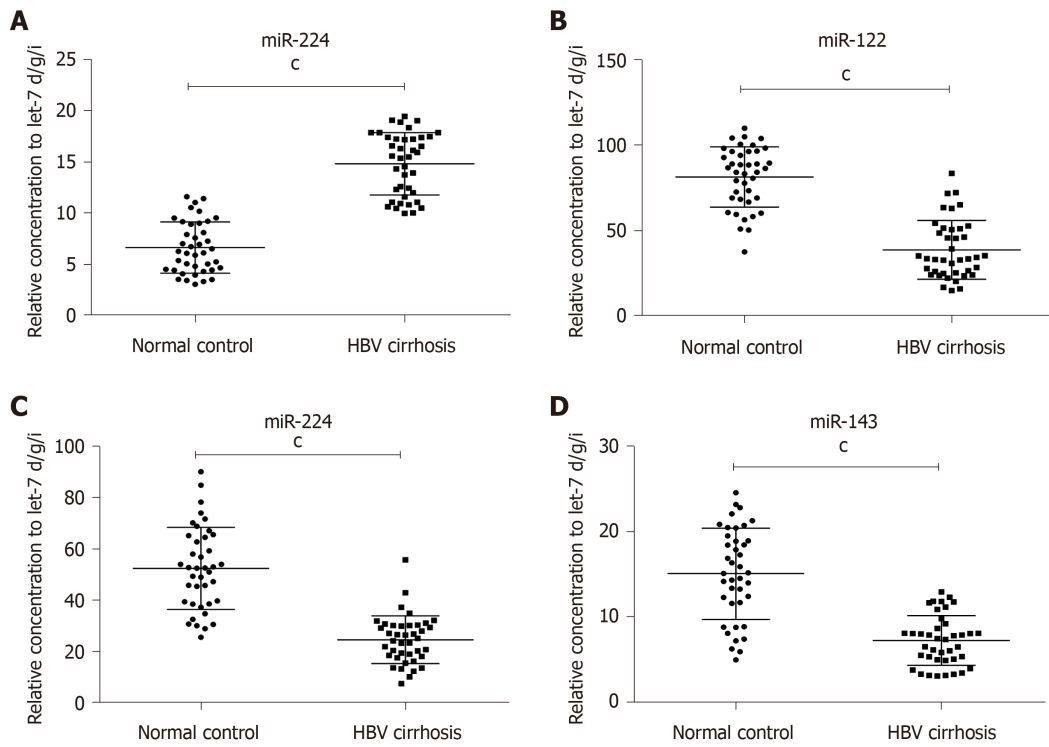 A
miR-224
c
Relative concentration to let-7 d/g/i
25
20
15
10
5
0
Normal control
HBV cirrhosis
B
miR-122
c
Relative concentration to let-7 d/g/i
150
100
50
0
Normal control
HBV cirrhosis
C
miR-224
c
Relative concentration to let-7 d/g/i
100
80
60
40
20
0
Normal control
HBV cirrhosis
D
miR-143
c
Relative concentration to let-7 d/g/i
30
20
10
0
Normal control
HBV cirrhosis